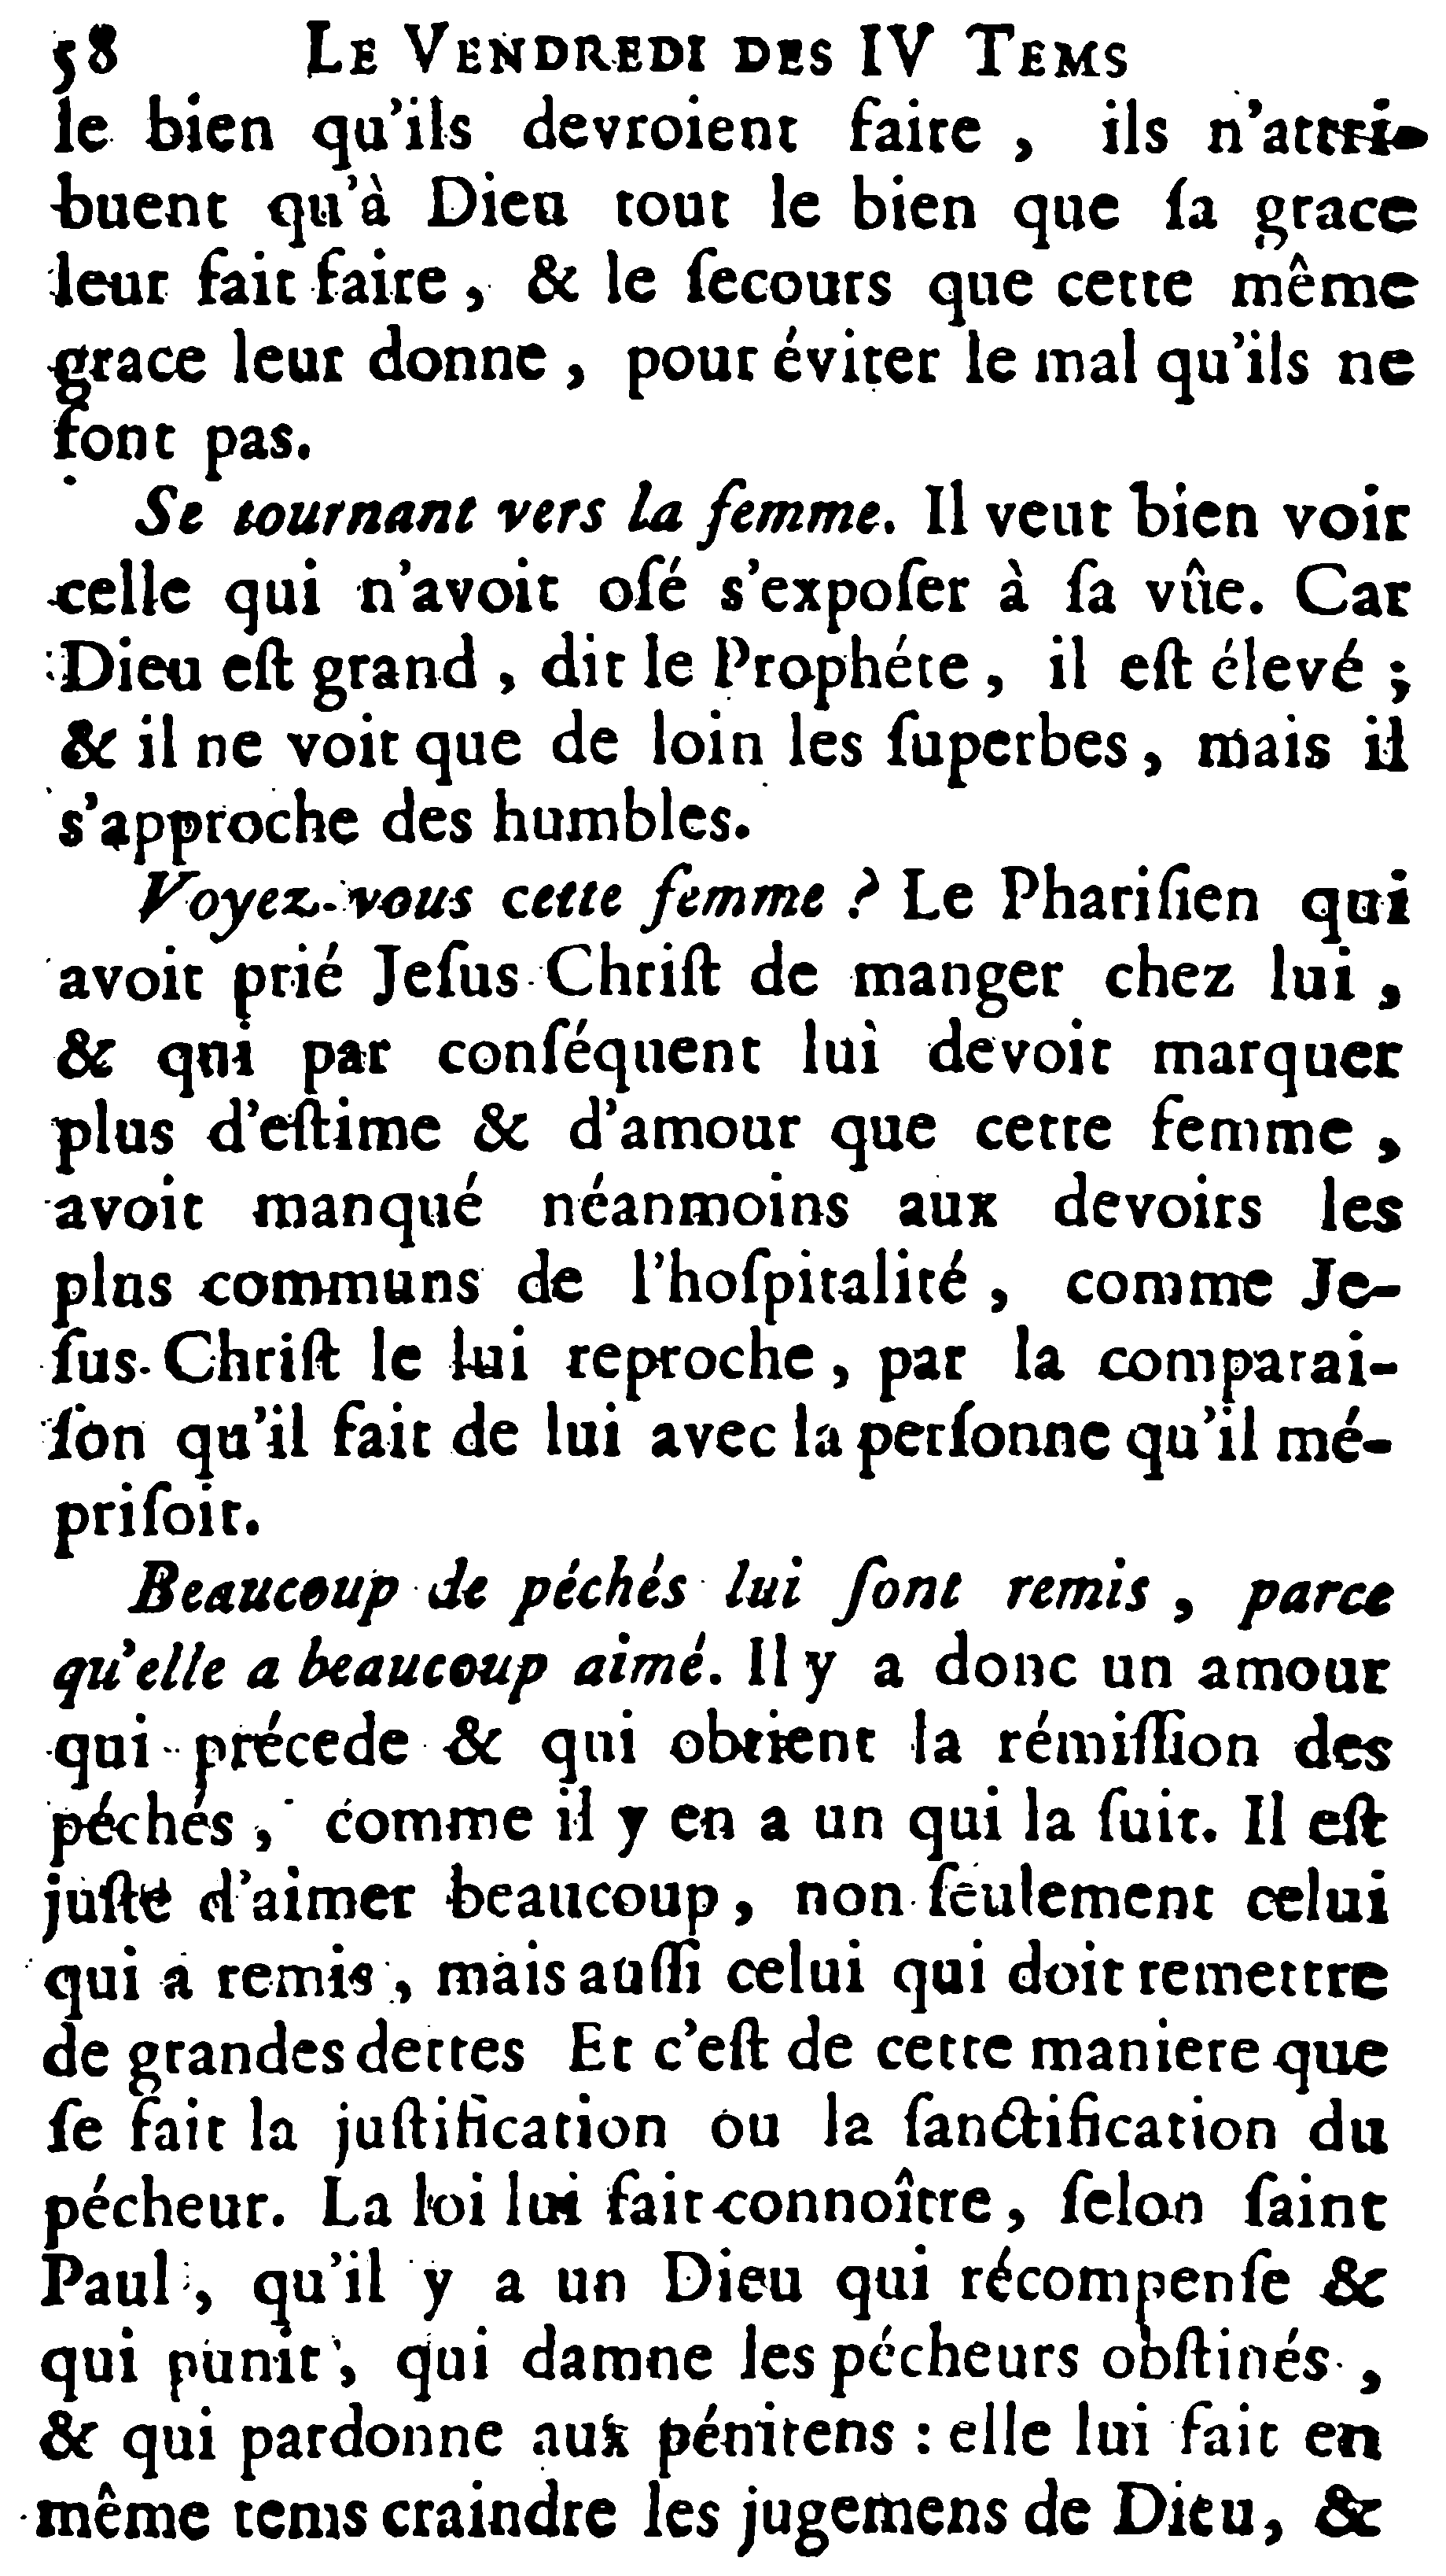 58 LE VENDREDI DES IV TEMS
le bien qu'ils devroient faire, ils n'attri-
buent qu'à Dieu tout le bien que ſa grace
leur fait faire, & le ſecours que cette même
grace leur donne, pour éviter le mal qu'ils ne
font pas.
Se tournant vers la femme. Il veut bien voir
celle qui n'avoit oſé s'expoſer à ſa vûe. Car
Dieu eſt grand, dit le Prophéte, il eſt élevé;
& il ne voit que de loin les ſuperbes, mais il
s'approche des humbles.
Voyez-vous cette femme? Le Phariſien qui
avoit prié Jeſus-Chriſt de manger chez lui,
& qui par conſéquent lui devoit marquer
plus d'eſtime & d'amour que cette femme,
avoit manqué néanmoins aux devoirs les
plus communs de l'hoſpitalité, comme Je-
ſus-Chriſt le lui reproche, par la comparai-
ſon qu'il fait de lui avec la perſonne qu'il mé-
priſoit.
Beaucoup de péchés lui ſont remis, parce
qu'elle a beaucoup aimé. Il y a donc un amour
qui précede & qui obtient la rémiſſion des
péchés, comme il y en a un qui la ſuit. Il eſt
juſte d'aimer beaucoup, non-ſeulement celui
qui a remis, mais auſſi celui qui doit remettre
de grandes dettes Et c'eſt de cette maniere que
ſe fait la juſtification ou la ſanctification du
pécheur. La loi lui fait connoître, ſelon ſaint
Paul, qu'il y a un Dieu qui récompenſe &
qui punit, qui damne les pécheurs obſtinés,
& qui pardonne aux pénitens: elle lui fait en
même tems craindre les jugemens de Dieu, &